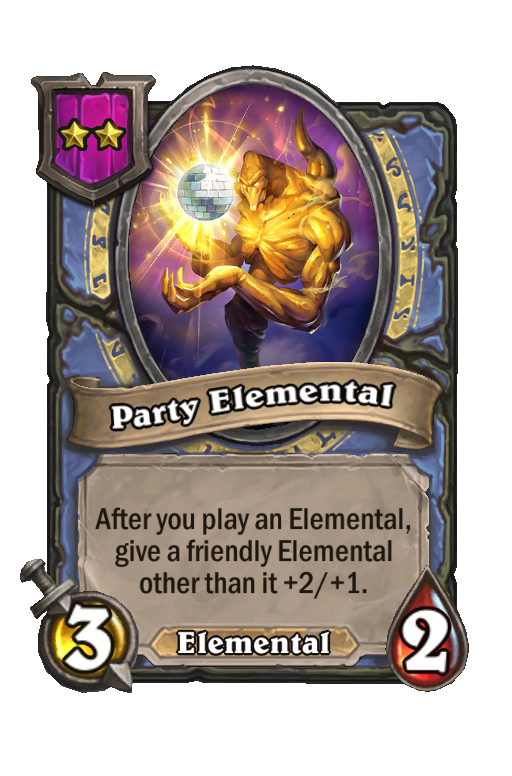 Party Elemental
After you play an Elemental,
give a friendly Elemental
other than it +2/+1.
3
Elemental
2